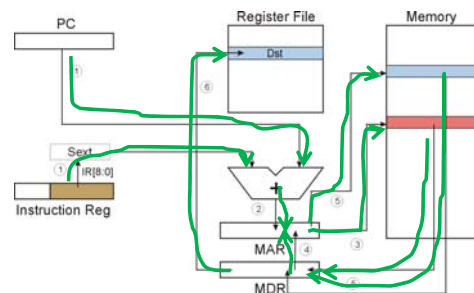 PC
Register File
Memory
Dst
①
⑥
Sext
①
IR[8:0]
⑤
Instruction Reg
+
②
③
MAR
④
⑤
MDR